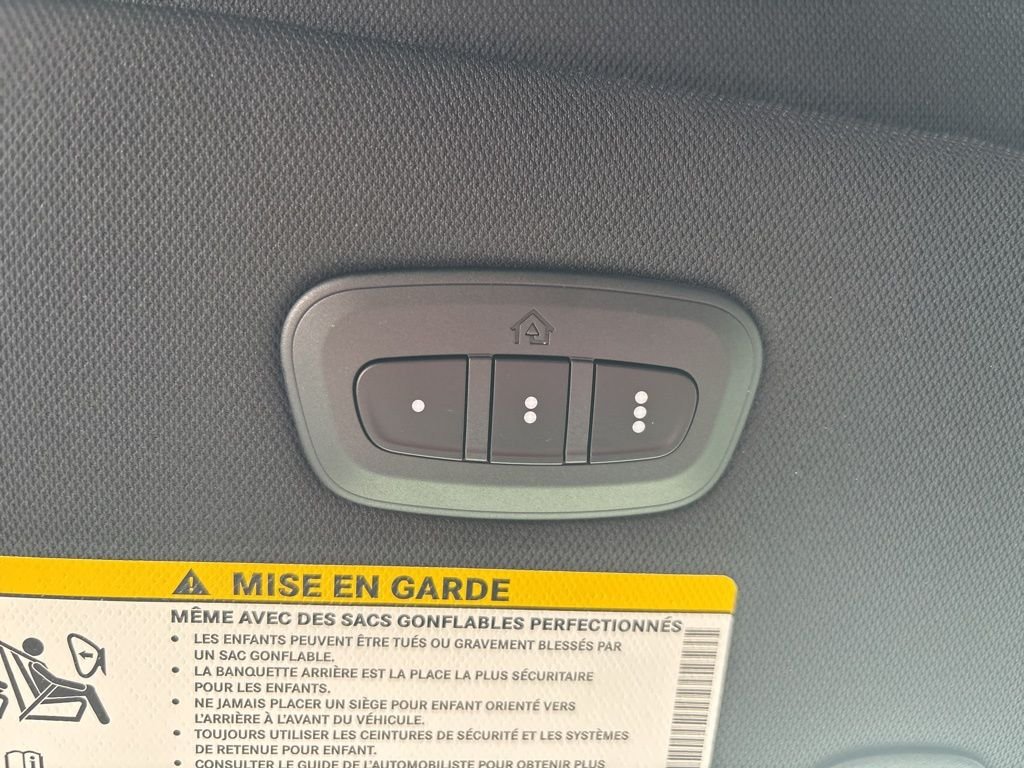 MISE EN GARDE
MÊME AVEC DES SACS GONFLABLES PERFECTIONNÉS
• LES ENFANTS PEUVENT ÊTRE TUÉS OU GRAVEMENT BLESSÉS PAR
UN SAC GONFLABLE.
• LA BANQUETTE ARRIÈRE EST LA PLACE LA PLUS SÉCURITAIRE
POUR LES ENFANTS.
• NE JAMAIS PLACER UN SIÈGE POUR ENFANT ORIENTÉ VERS
L'ARRIÈRE À L'AVANT DU VÉHICULE.
• TOUJOURS UTILISER LES CEINTURES DE SÉCURITÉ ET LES SYSTÈMES
DE RETENUE POUR ENFANT.
• CONSULTER LE GUIDE DE L'AUTOMOBILISTE POUR OBTENIR PLUS